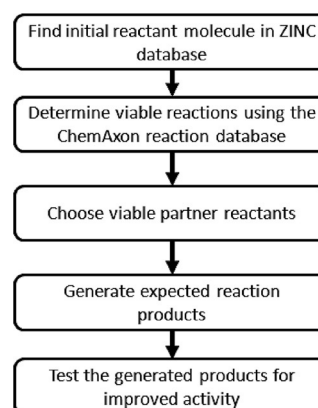 Find initial reactant molecule in ZINC
database
Determine viable reactions using the
ChemAxon reaction database
Choose viable partner reactants
Generate expected reaction
products
Test the generated products for
improved activity